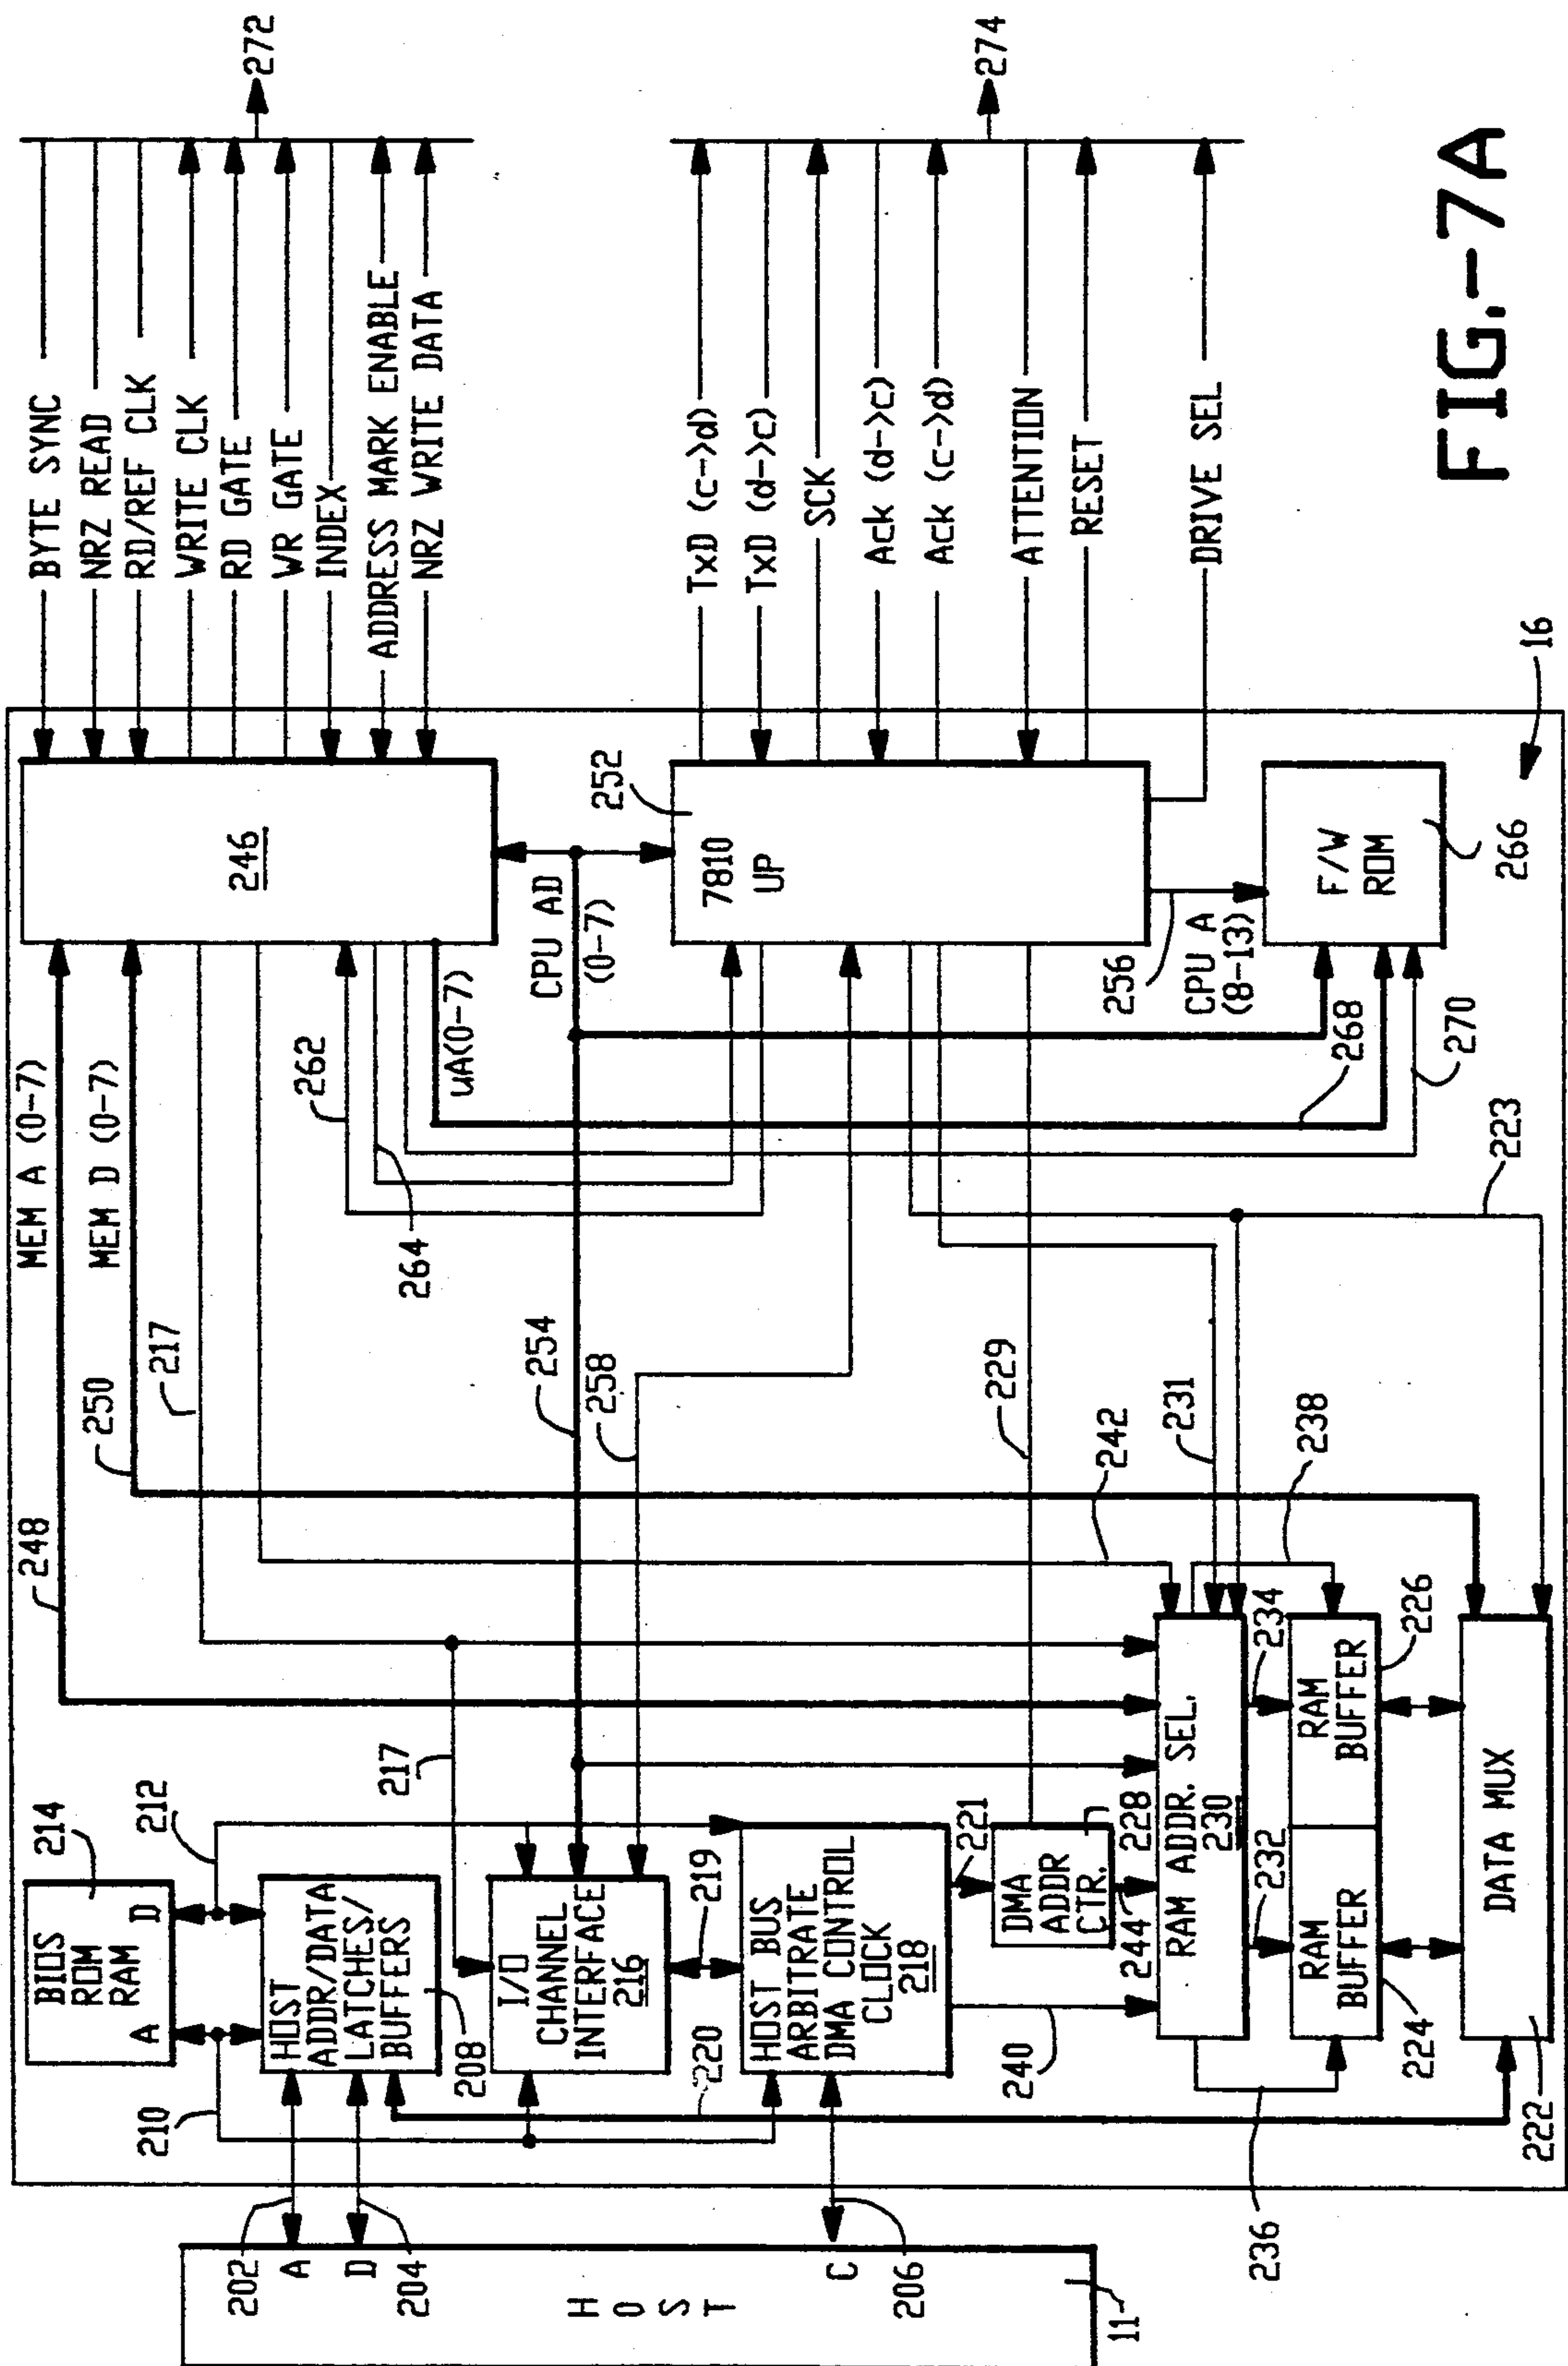 272
BYTE SYNC
NRZ READ
RD/REF CLK
WRITE CLK
RD GATE
WR GATE
INDEX
ADDRESS MARK ENABLE
NRZ WRITE DATA
274
TxD (c->d)
TxD (d->c)
SCK
Ack (d->c)
Ack (c->d)
ATTENTION
RESET
DRIVE SEL
FIG.-7A
16
246
CPU AD
(0-7)
252
7810
UP
256
CPU A
(8-13)
F/W
ROM
266
MEM A (0-7)
MEM D (0-7)
262
264
uA(0-7)
268
270
223
248
250
217
254
258
229
242
231
238
217
214
BIOS
ROM
RAM
A
D
212
210
HOST
ADDR/DATA
LATCHES/
BUFFERS
208
I/O
CHANNEL
INTERFACE
216
219
220
HOST BUS
ARBITRATE
DMA CONTROL
CLOCK
218
221
240
DMA
ADDR
CTR.
228
244
RAM ADDR. SEL.
230
232
234
236
RAM
BUFFER
224
RAM
BUFFER
226
DATA MUX
222
202
A
D
204
HOST
C
206
11